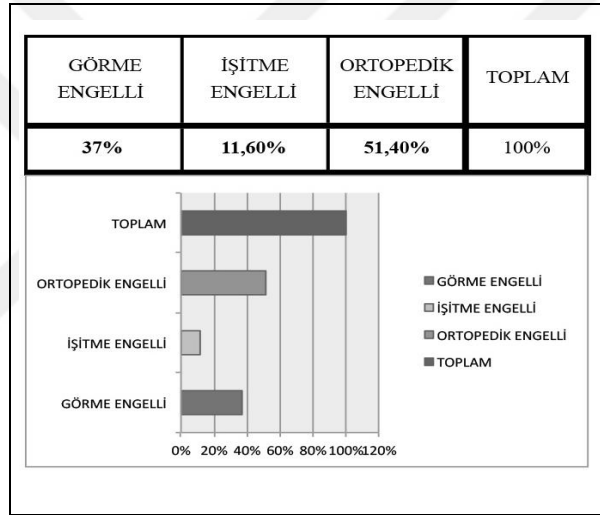 GÖRME ENGELLİ
İŞİTME ENGELLİ
ORTOPEDİK ENGELLİ
TOPLAM
37%
11,60%
51,40%
100%
TOPLAM
ORTOPEDİK ENGELLİ
İŞİTME ENGELLİ
GÖRME ENGELLİ
0% 20% 40% 60% 80%100%120%
GÖRME ENGELLİ
İŞİTME ENGELLİ
ORTOPEDİK ENGELLİ
TOPLAM